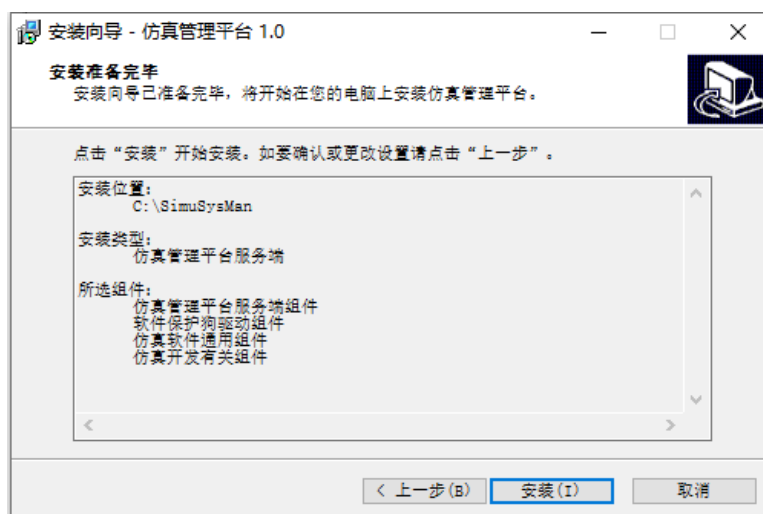 安装向导 - 仿真管理平台 1.0
安装准备完毕
安装向导已准备完毕，将开始在您的电脑上安装仿真管理平台。
点击“安装”开始安装。如要确认或更改设置请点击“上一步”。
安装位置:
C:\SimuSysMan
安装类型:
仿真管理平台服务端
所选组件:
仿真管理平台服务端组件
软件保护狗驱动组件
仿真软件通用组件
仿真开发有关组件
< 上一步(B)
安装(I)
取消